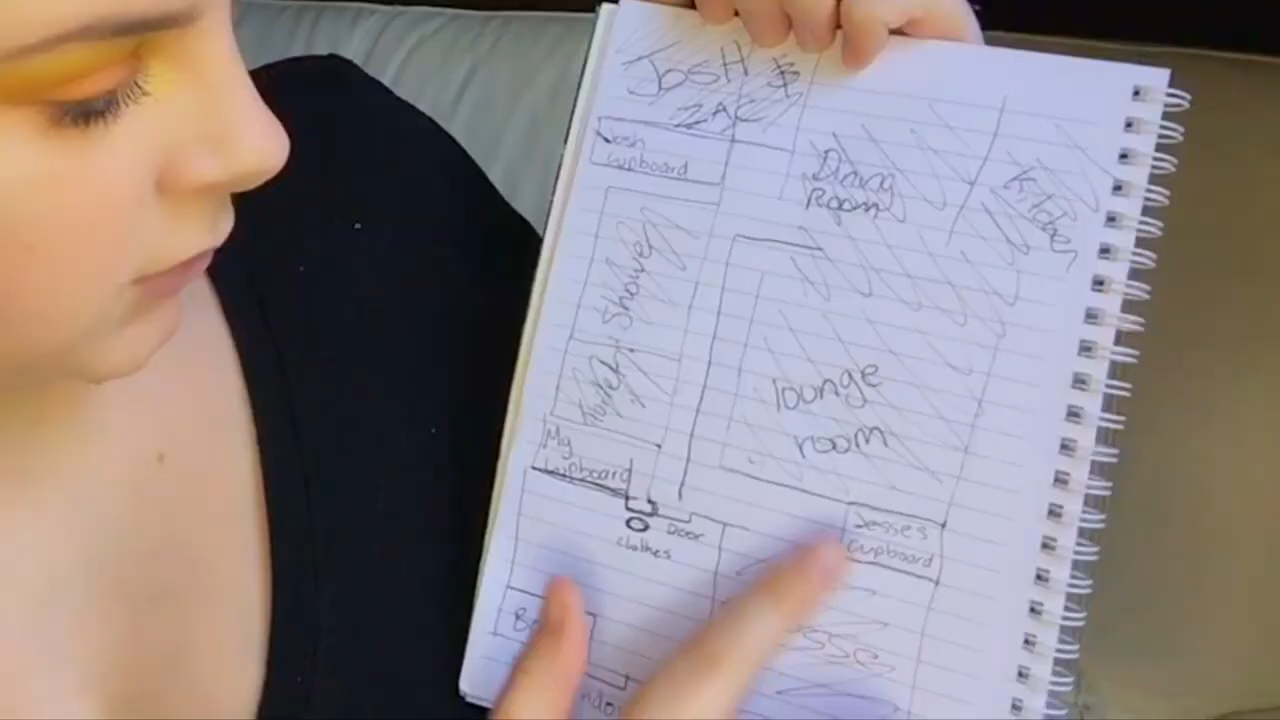 JOSH &
ZAC
Josh
cupboard
Dining
Room
Kitchen
Shower
Toilet
lounge
room
My
cupboard
Door
clothes
Jesse's
cupboard